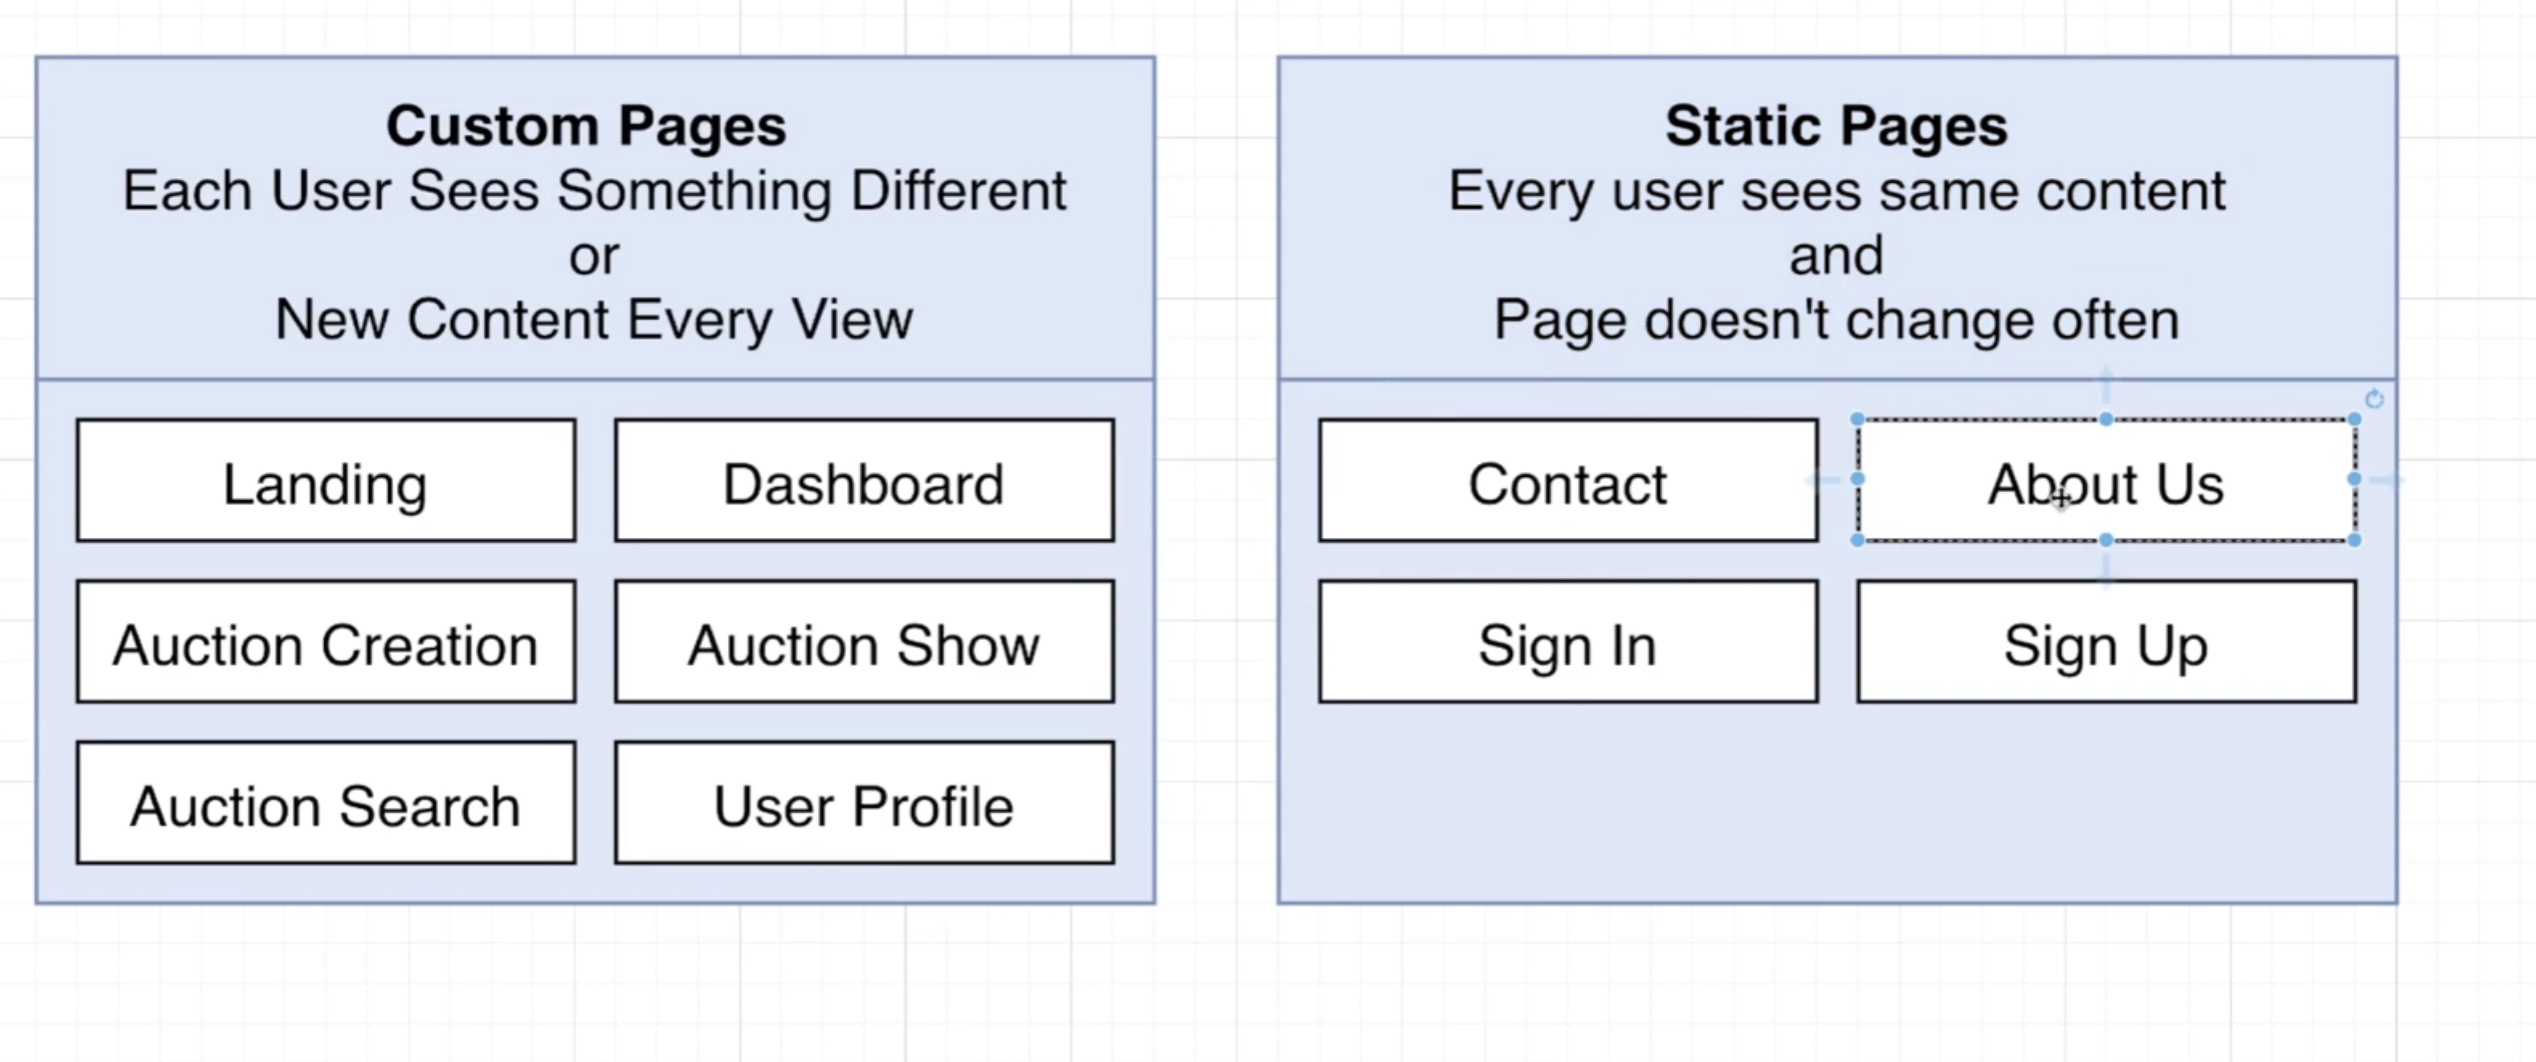 Custom Pages
Each User Sees Something Different
or
New Content Every View
Landing
Dashboard
Auction Creation
Auction Show
Auction Search
User Profile
Static Pages
Every user sees same content
and
Page doesn't change often
Contact
About Us
Sign In
Sign Up